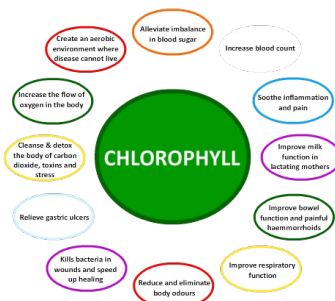 Alleviate imbalance
in blood sugar
Increase blood count
Soothe inflammation
and pain
Improve milk
function in
lactating mothers
Improve bowel
function and painful
haemmorrhoids
Improve respiratory
function
Reduce and eliminate
body odours
Kills bacteria in
wounds and speed
up healing
Relieve gastric ulcers
Cleanse & detox
the body of carbon
dioxide, toxins and
stress
Increase the flow of
oxygen in the body
Create an aerobic
environment where
disease cannot live
CHLOROPHYLL